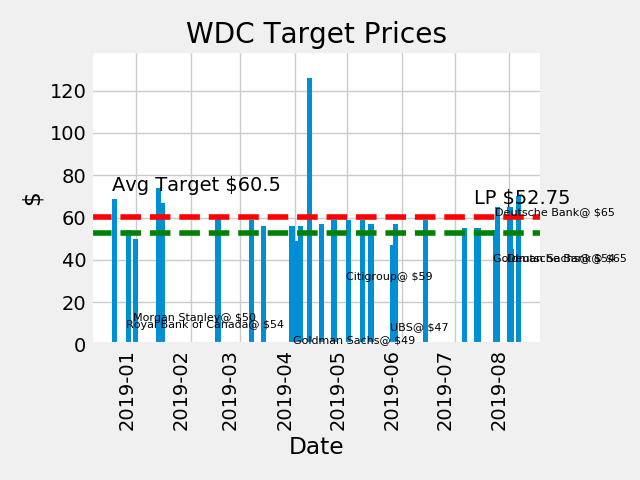 WDC Target Prices
$
120
100
80
60
40
20
0
Avg Target $60.5
LP $52.75
Deutsche Bank@ $65
Citigroup@ $59
Morgan Stanley@ $50
Royal Bank of Canada@ $54
UBS@ $47
Goldman Sachs@ $49
2019-01
2019-02
2019-03
2019-04
2019-05
2019-06
2019-07
2019-08
Date